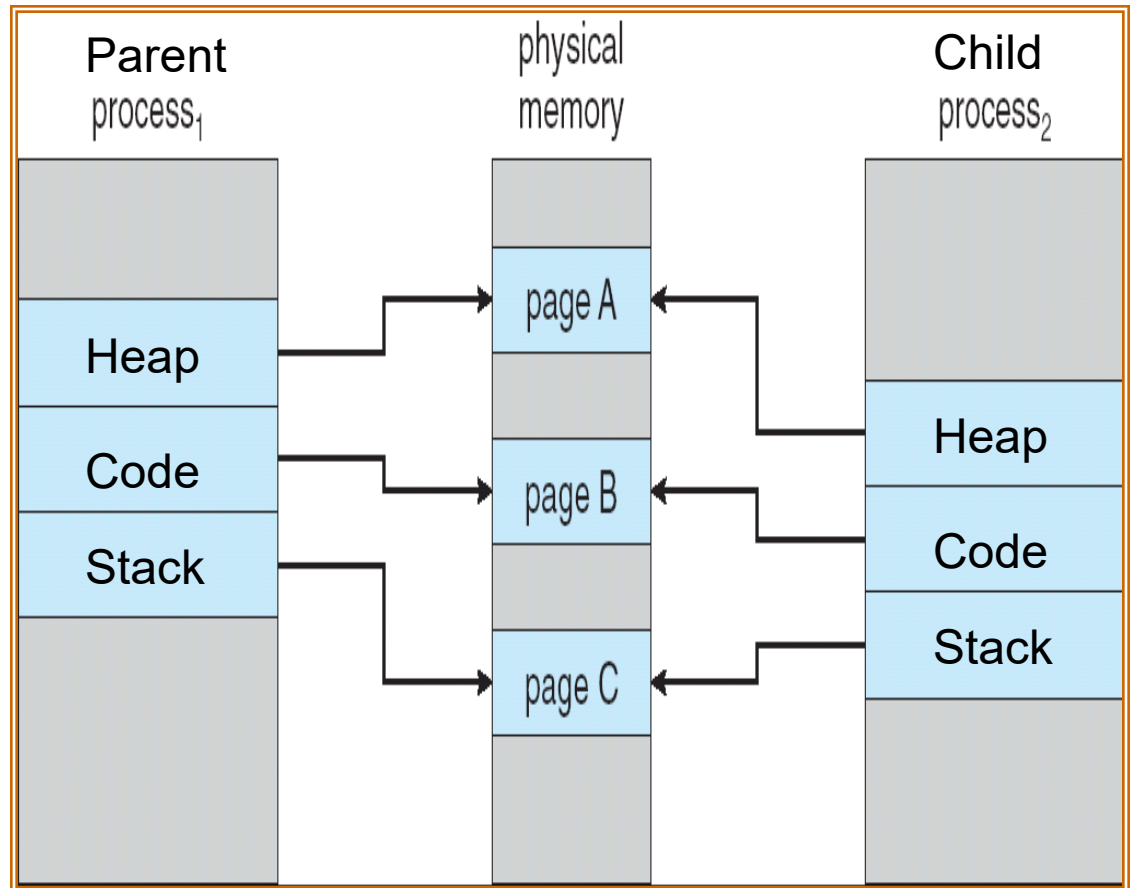 Parent
process₁
Heap
Code
Stack
physical
memory
page A
page B
page C
Child
process₂
Heap
Code
Stack